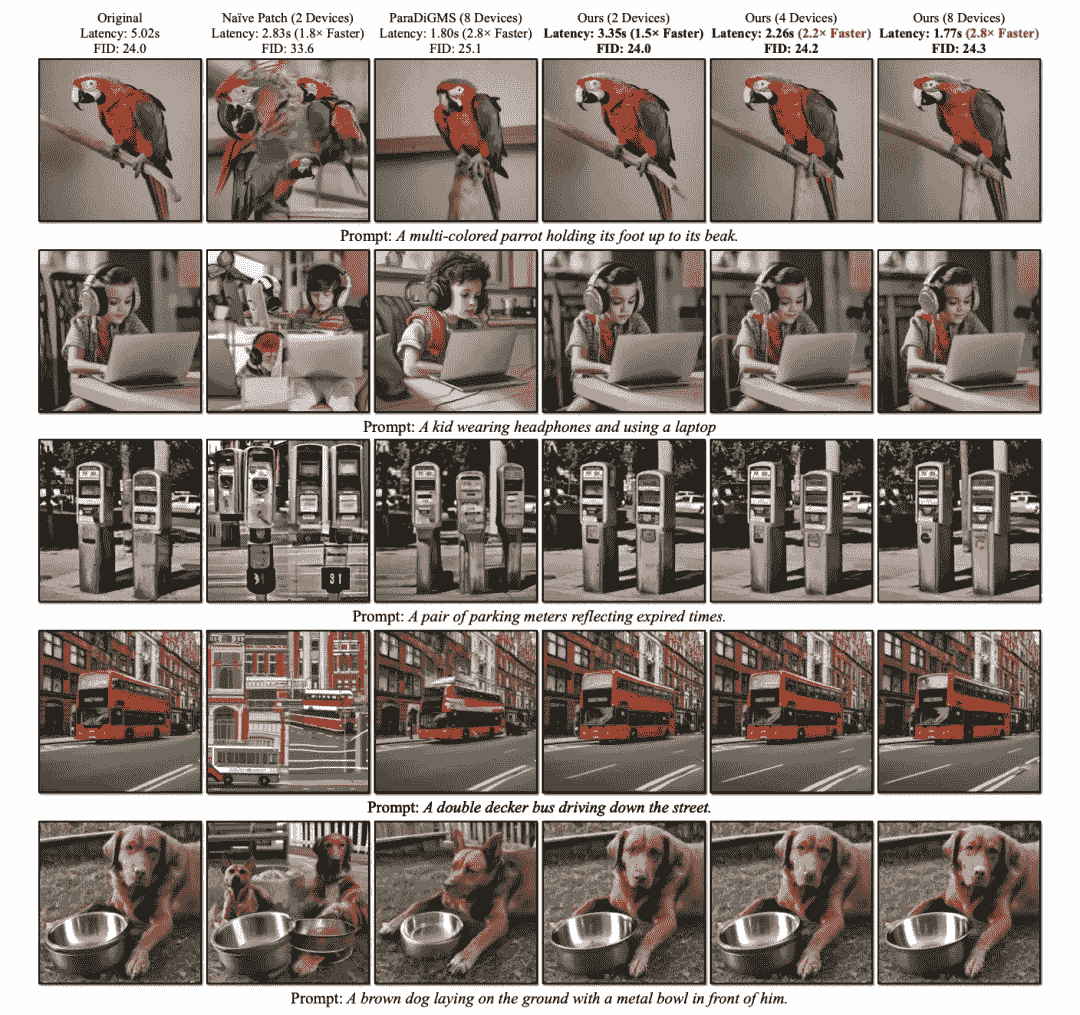 Original
Latency: 5.02s
FID: 24.0
Naïve Patch (2 Devices)
Latency: 2.83s (1.8× Faster)
FID: 33.6
ParaDiGMS (8 Devices)
Latency: 1.80s (2.8× Faster)
FID: 25.1
Ours (2 Devices)
Latency: 3.35s (1.5× Faster)
FID: 24.0
Ours (4 Devices)
Latency: 2.26s (2.2× Faster)
FID: 24.2
Ours (8 Devices)
Latency: 1.77s (2.8× Faster)
FID: 24.3
Prompt: A multi-colored parrot holding its foot up to its beak.
Prompt: A kid wearing headphones and using a laptop
31
Prompt: A pair of parking meters reflecting expired times.
Prompt: A double decker bus driving down the street.
Prompt: A brown dog laying on the ground with a metal bowl in front of him.